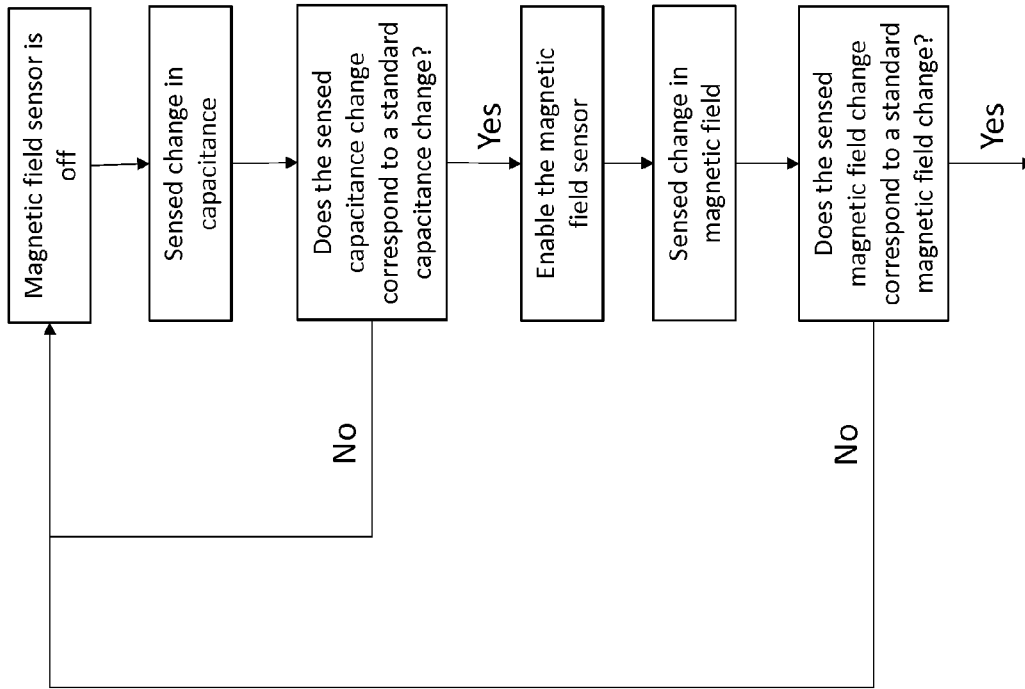 Magnetic field sensor is
off
Sensed change in
capacitance
Does the sensed
capacitance change
correspond to a standard
capacitance change?
Yes
No
Enable the magnetic
field sensor
Sensed change in
magnetic field
Does the sensed
magnetic field change
correspond to a standard
magnetic field change?
Yes
No